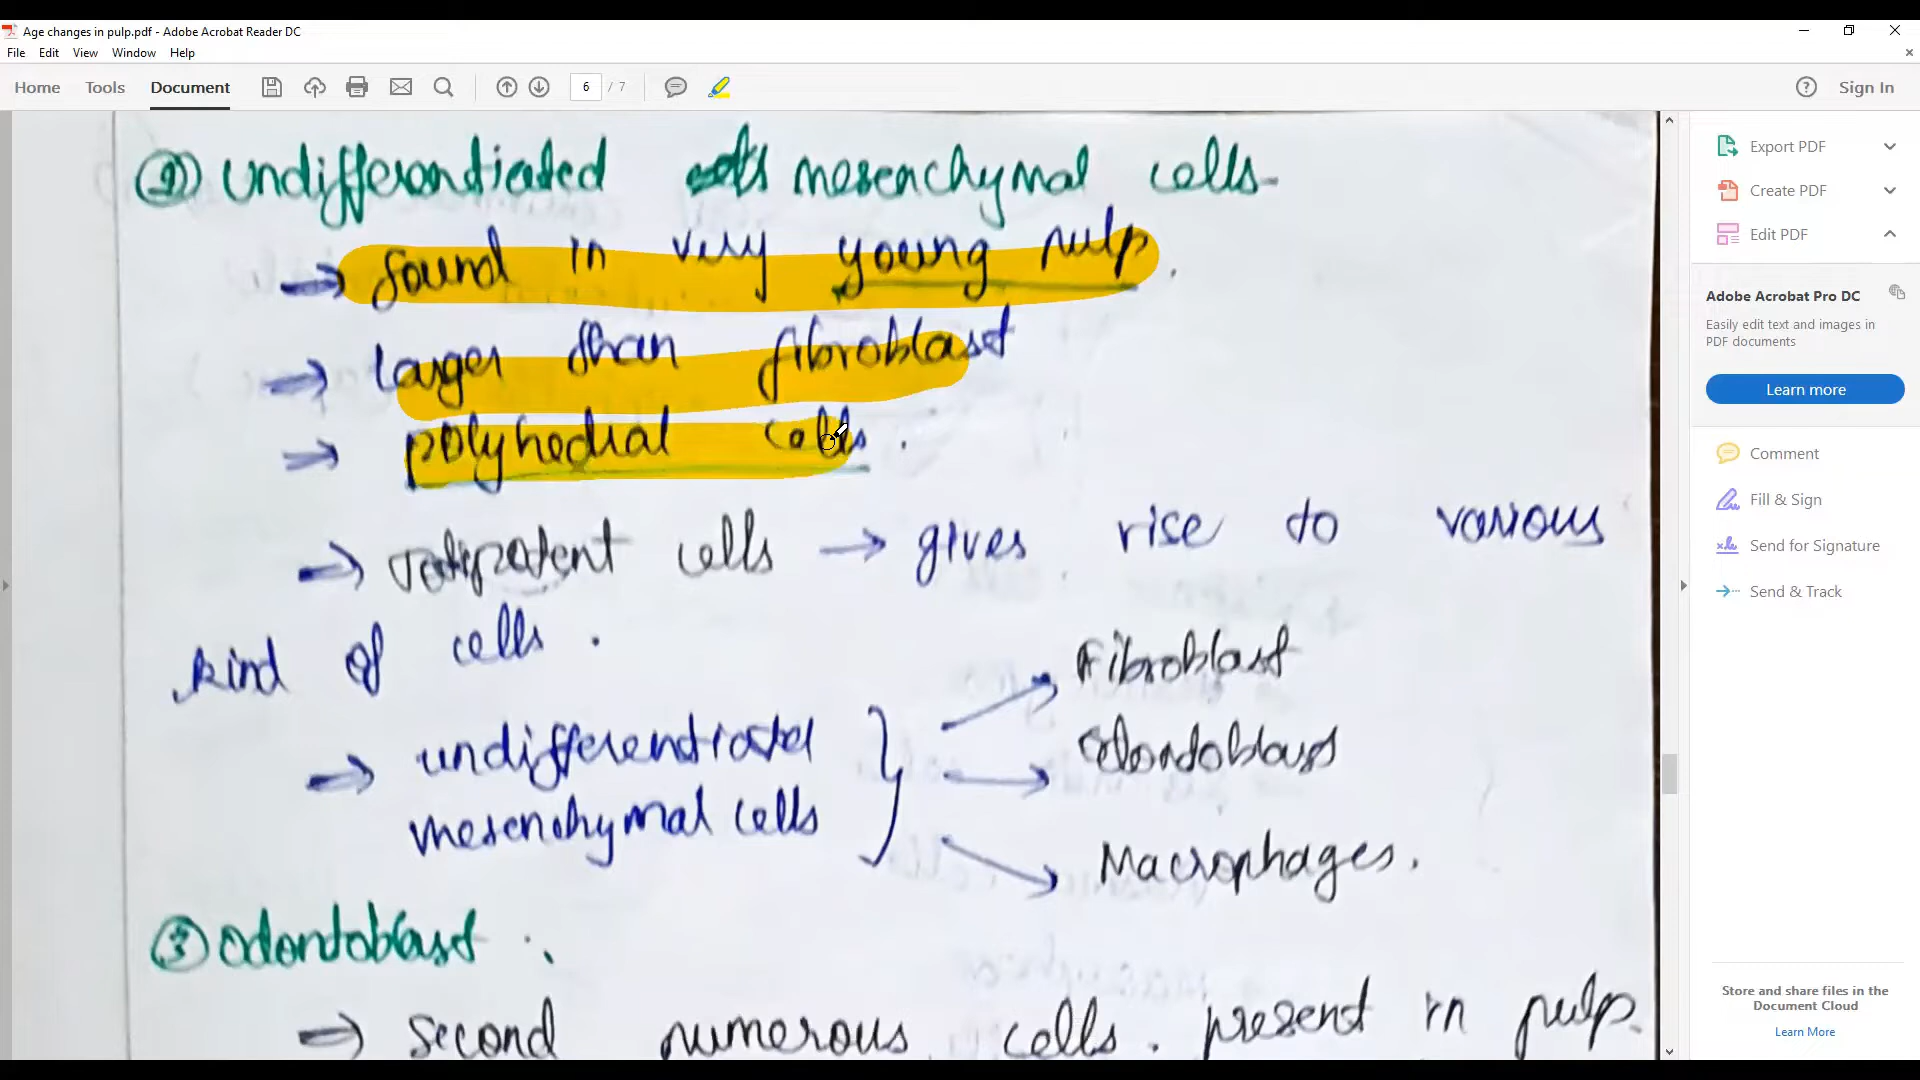 Age changes in pulp.pdf - Adobe Acrobat Reader DC
File Edit View Window Help
Home Tools Document 6 / 7 Sign In
② undifferentiated mesenchymal cells-
→ found in very young pulp.
→ larger than fibroblast
→ polyhedral cells.
→ cells → gives rise to various
kind of cells.
→ undifferentiated
mesenchymal cells
Fibroblast
odontoblast
Macrophages.
③ odontoblast :
→ second numerous cells. present in pulp.
Export PDF
Create PDF
Edit PDF
Adobe Acrobat Pro DC
Easily edit text and images in
PDF documents
Learn more
Comment
Fill & Sign
Send for Signature
Send & Track
Store and share files in the
Document Cloud
Learn More